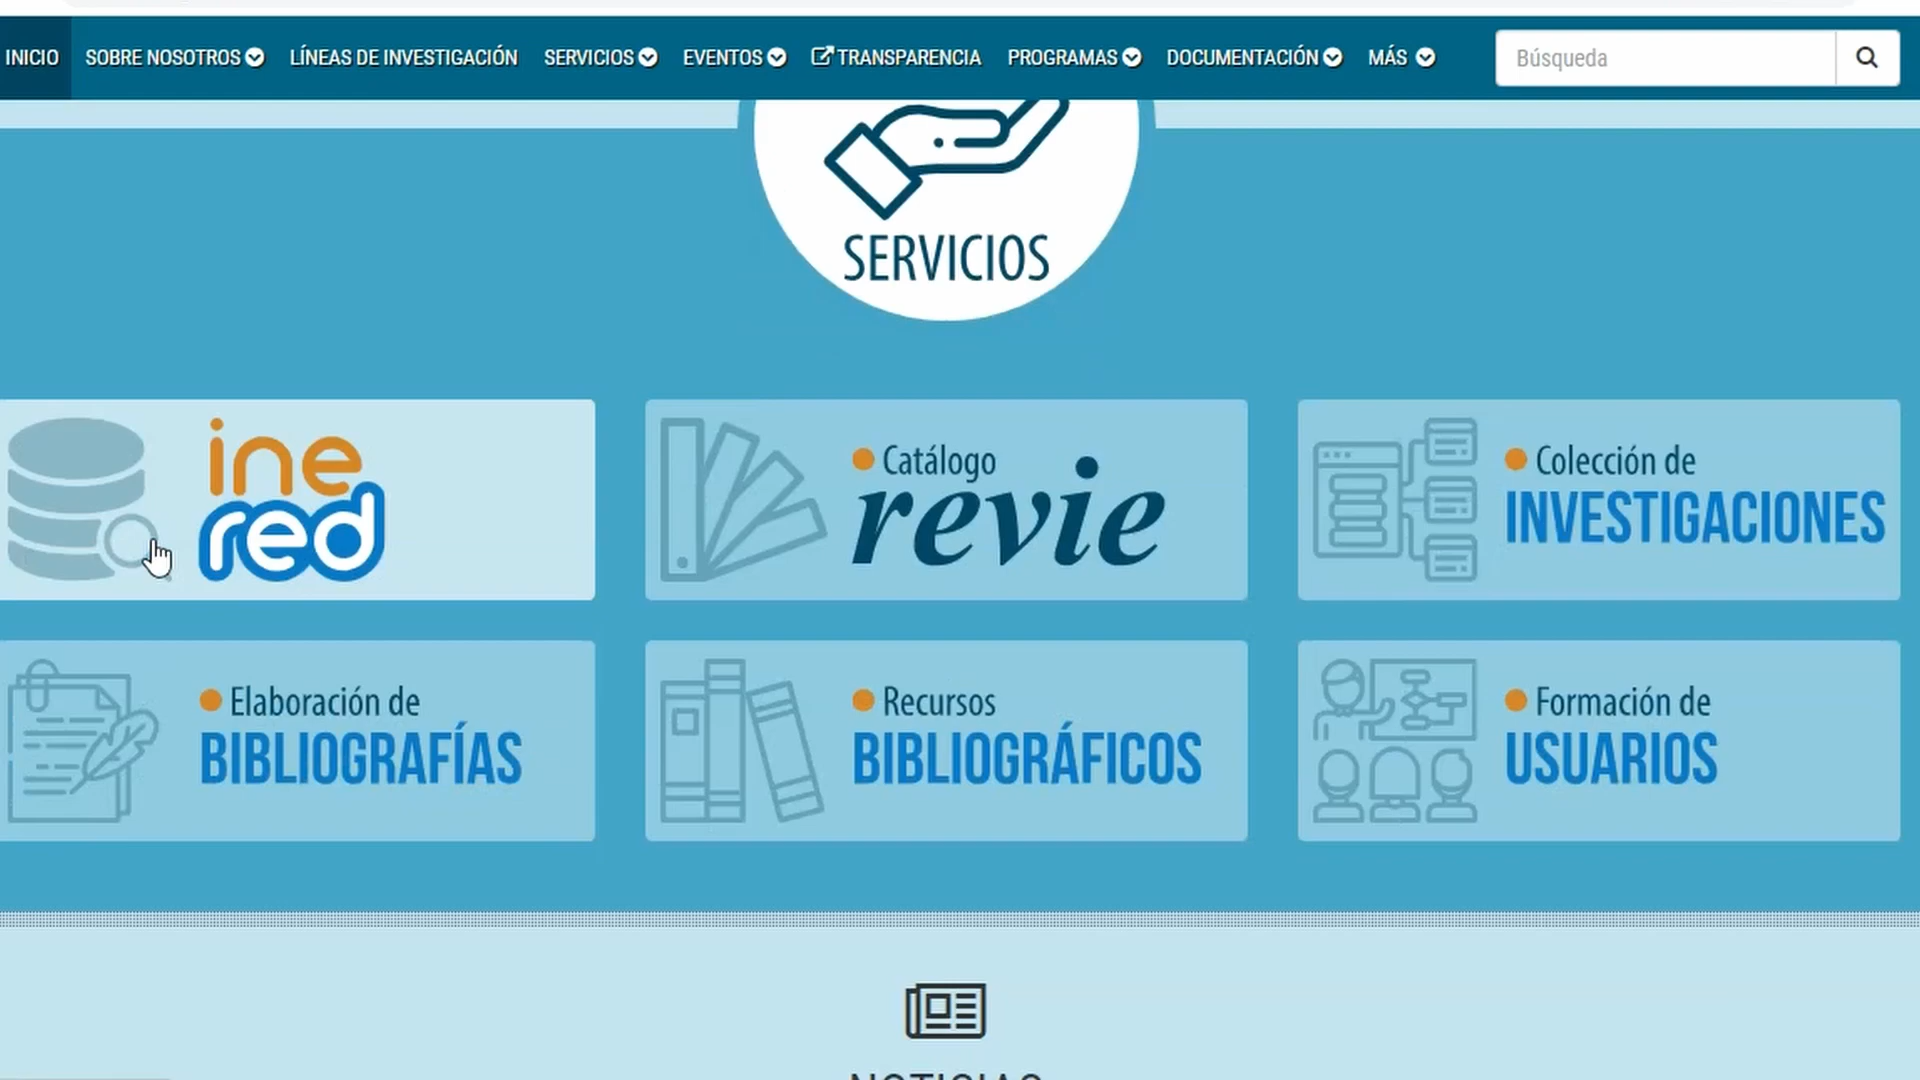 INICIO SOBRE NOSOTROS LÍNEAS DE INVESTIGACIÓN SERVICIOS EVENTOS TRANSPARENCIA PROGRAMAS DOCUMENTACIÓN MÁS Búsqueda
SERVICIOS
ine
red
Catálogo
revie
Colección de
INVESTIGACIONES
Elaboración de
BIBLIOGRAFÍAS
Recursos
BIBLIOGRÁFICOS
Formación de
USUARIOS
NOTICIAS